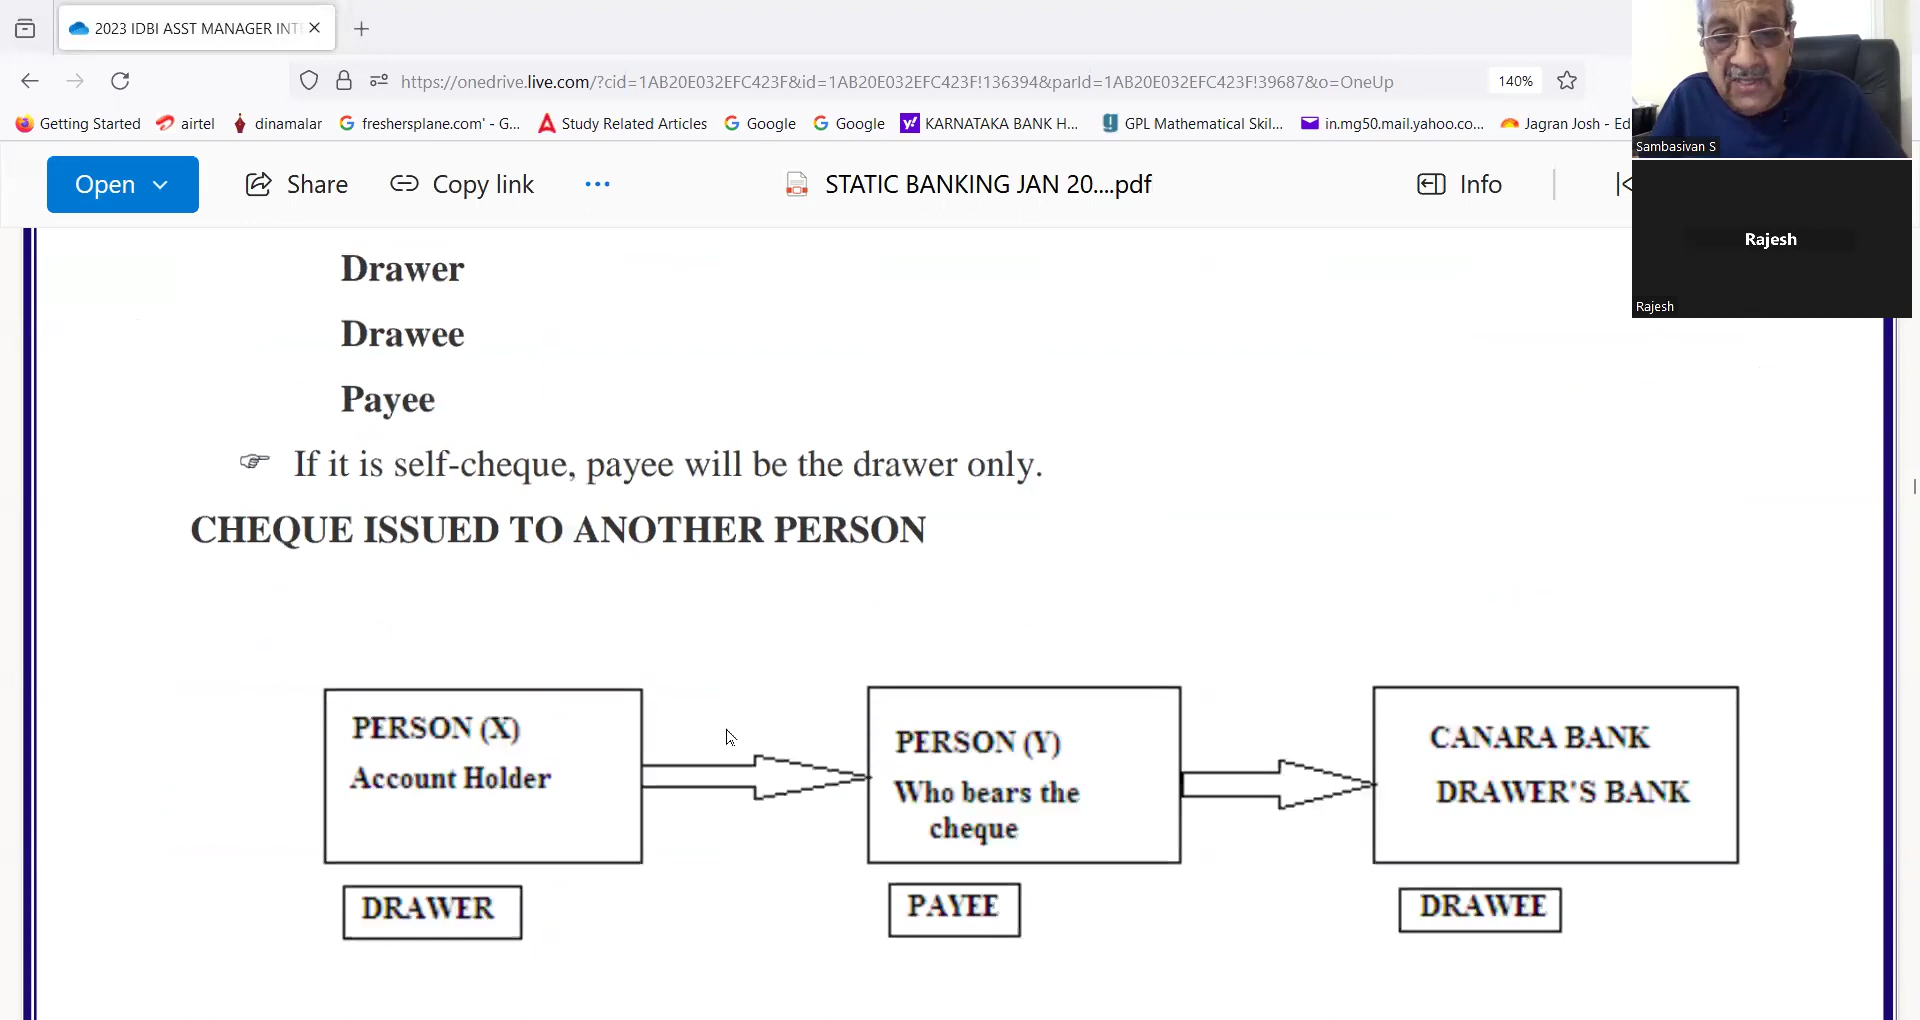 2023 IDBI ASST MANAGER INTE
https://onedrive.live.com/?cid=1AB20E032EFC423F&id=1AB20E032EFC423F!136394&parId=1AB20E032EFC423F!39687&o=OneUp
140%
Getting Started
airtel
dinamalar
freshersplane.com' - G...
Study Related Articles
Google
Google
KARNATAKA BANK H...
GPL Mathematical Skil...
in.mg50.mail.yahoo.co...
Jagran Josh - Ed
Sambasivan S
Open
Share
Copy link
STATIC BANKING JAN 20....pdf
Info
Rajesh
Rajesh
Drawer
Drawee
Payee
If it is self-cheque, payee will be the drawer only.
CHEQUE ISSUED TO ANOTHER PERSON
PERSON (X)
Account Holder
PERSON (Y)
Who bears the
cheque
CANARA BANK
DRAWER'S BANK
DRAWER
PAYEE
DRAWEE